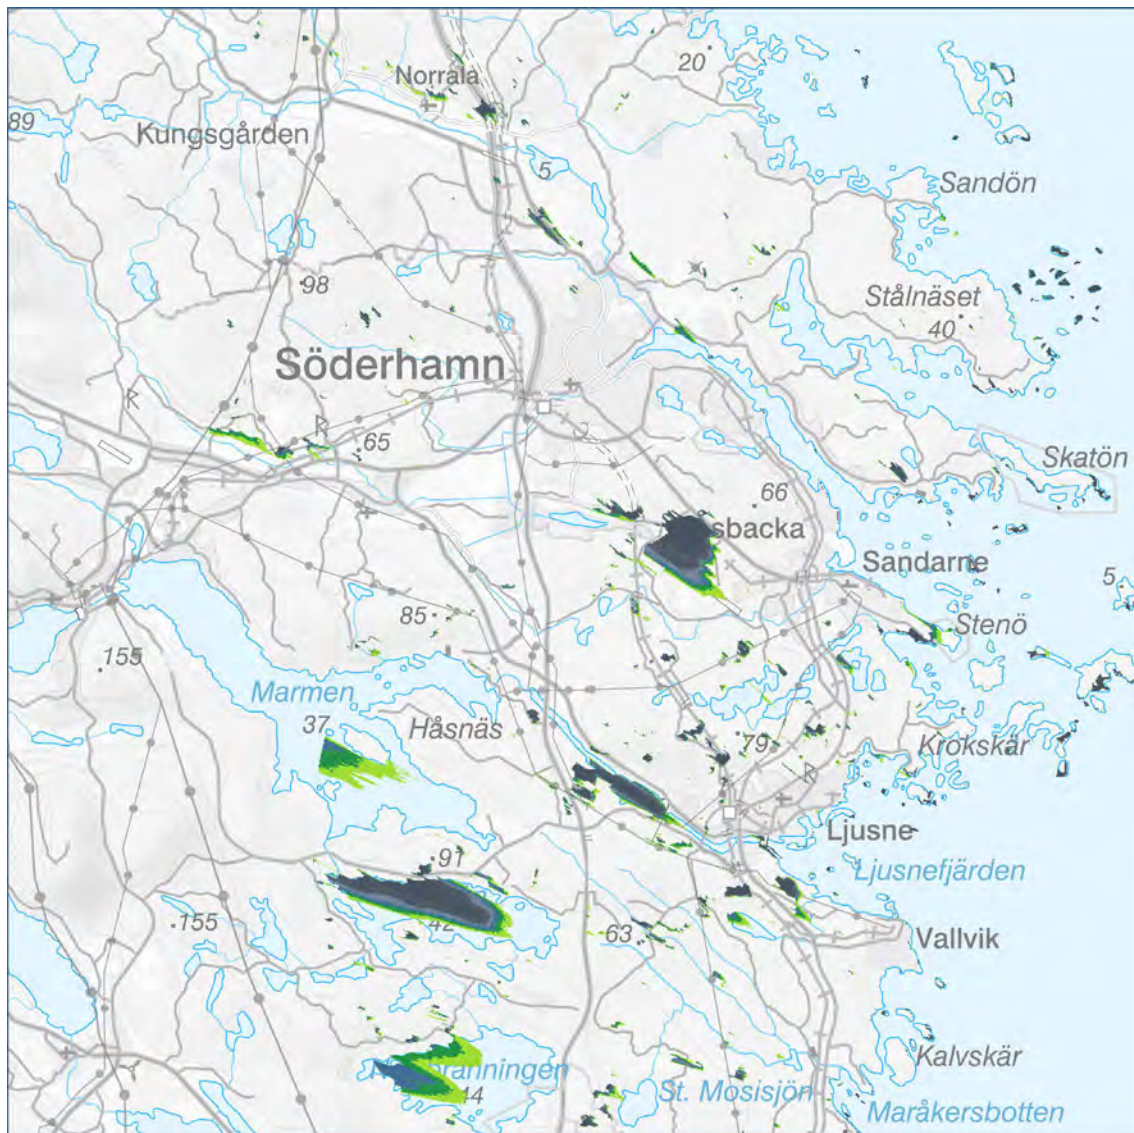 20
Norrala
89
Kungsgården
5
Sandön
98
Stålnäset
40
Söderhamn
R
R
65
Skatön
66
sbacka
Sandarne
5
85
Stenö
155
Marmen
37
Håsnäs
79
Krokskär
R
Ljusne
91
Ljusnefjärden
155
42
63
Vallvik
Kalvskär
änningen
44
St. Mosisjön
Maråkersbotten